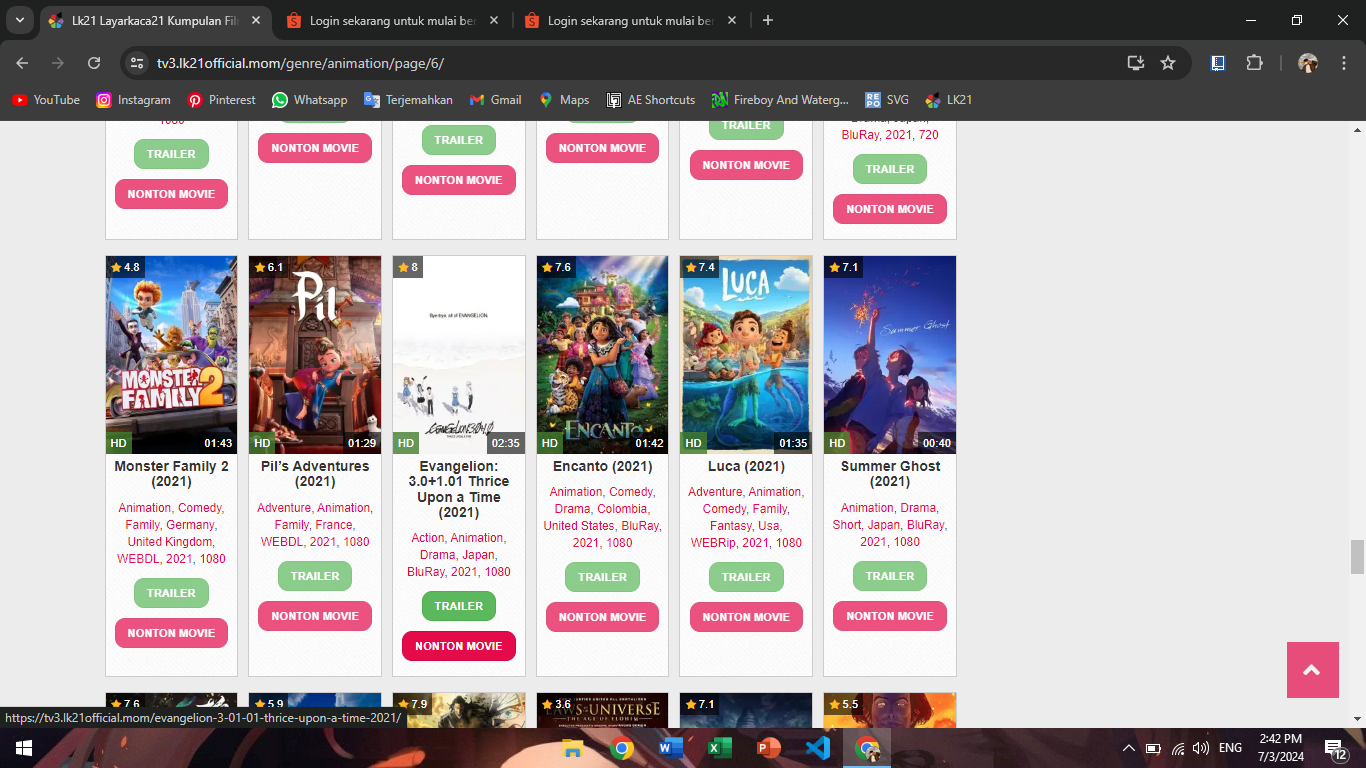 Lk21 Layarkaca21 Kumpulan Fil
Login sekarang untuk mulai ber
Login sekarang untuk mulai ber
tv3.lk21official.mom/genre/animation/page/6/
YouTube
Instagram
Pinterest
Whatsapp
Terjemahkan
Gmail
Maps
AE Shortcuts
Fireboy And Waterg...
REPO
SVG
LK21
1080
TRAILER
NONTON MOVIE
NONTON MOVIE
TRAILER
NONTON MOVIE
NONTON MOVIE
TRAILER
NONTON MOVIE
Drama, Japan,
BluRay, 2021, 720
TRAILER
NONTON MOVIE
4.8
MONSTER
FAMILY 2
HD
01:43
Monster Family 2
(2021)
Animation, Comedy,
Family, Germany,
United Kingdom,
WEBDL, 2021, 1080
TRAILER
NONTON MOVIE
6.1
Pil
HD
01:29
Pil’s Adventures
(2021)
Adventure, Animation,
Family, France,
WEBDL, 2021, 1080
TRAILER
NONTON MOVIE
8
Bye-bye, all of EVANGELION.
HD
02:35
Evangelion:
3.0+1.01 Thrice
Upon a Time
(2021)
Action, Animation,
Drama, Japan,
BluRay, 2021, 1080
TRAILER
NONTON MOVIE
7.6
ENCANTO
HD
01:42
Encanto (2021)
Animation, Comedy,
Drama, Colombia,
United States, BluRay,
2021, 1080
TRAILER
NONTON MOVIE
7.4
LUCA
HD
01:35
Luca (2021)
Adventure, Animation,
Comedy, Family,
Fantasy, Usa,
WEBRip, 2021, 1080
TRAILER
NONTON MOVIE
7.1
Summer Ghost
HD
00:40
Summer Ghost
(2021)
Animation, Drama,
Short, Japan, BluRay,
2021, 1080
TRAILER
NONTON MOVIE
7.6
5.9
7.9
3.6
LAWS OF UNIVERSE
THE AGE OF ELOHIM
7.1
5.5
https://tv3.lk21official.mom/evangelion-3-01-01-thrice-upon-a-time-2021/
ENG
2:42 PM
7/3/2024
12